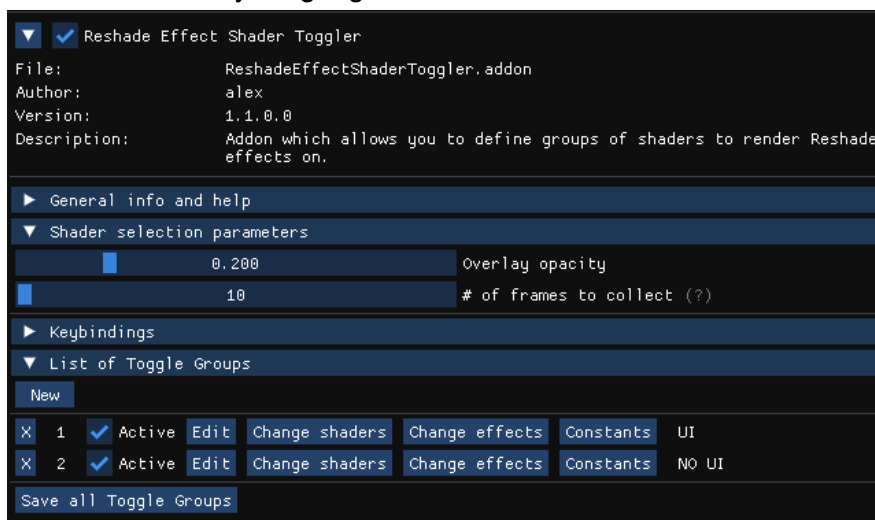 Reshade Effect Shader Toggler
File: ReshadeEffectShaderToggler.addon
Author: alex
Version: 1.1.0.0
Description: Addon which allows you to define groups of shaders to render Reshade
effects on.
General info and help
Shader selection parameters
0.200 Overlay opacity
10 # of frames to collect (?)
Keybindings
List of Toggle Groups
New
X 1 Active Edit Change shaders Change effects Constants UI
X 2 Active Edit Change shaders Change effects Constants NO UI
Save all Toggle Groups